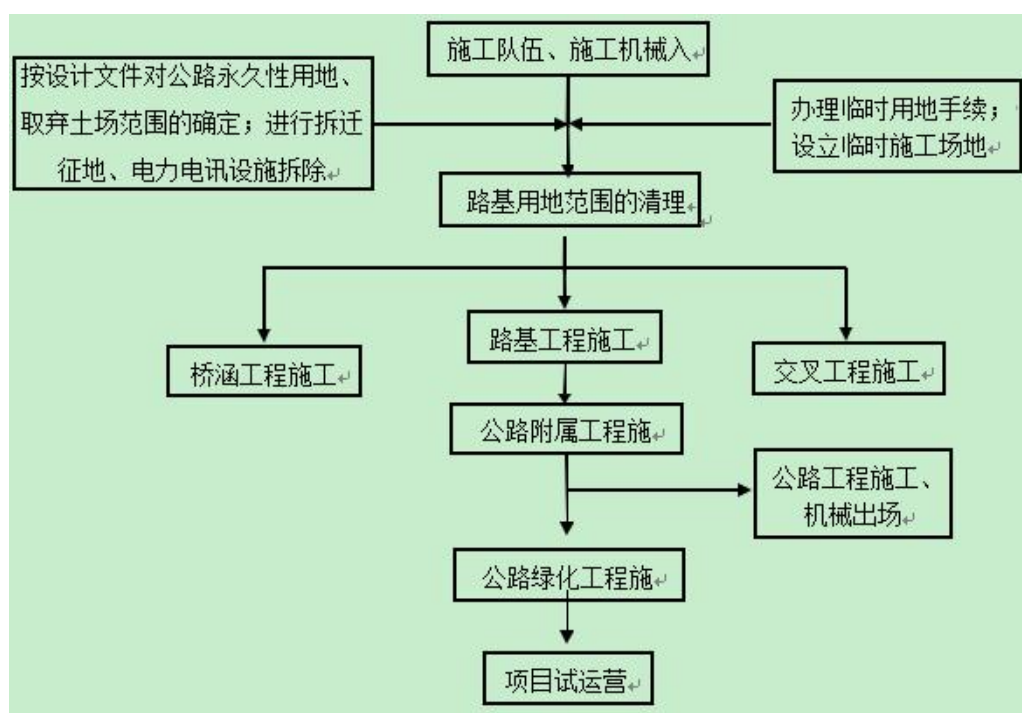 施工队伍、施工机械入
按设计文件对公路永久性用地、
取弃土场范围的确定；进行拆迁
征地、电力电讯设施拆除
办理临时用地手续；
设立临时施工场地
路基用地范围的清理
桥涵工程施工
路基工程施工
交叉工程施工
公路附属工程施
公路工程施工、
机械出场
公路绿化工程施
项目试运营